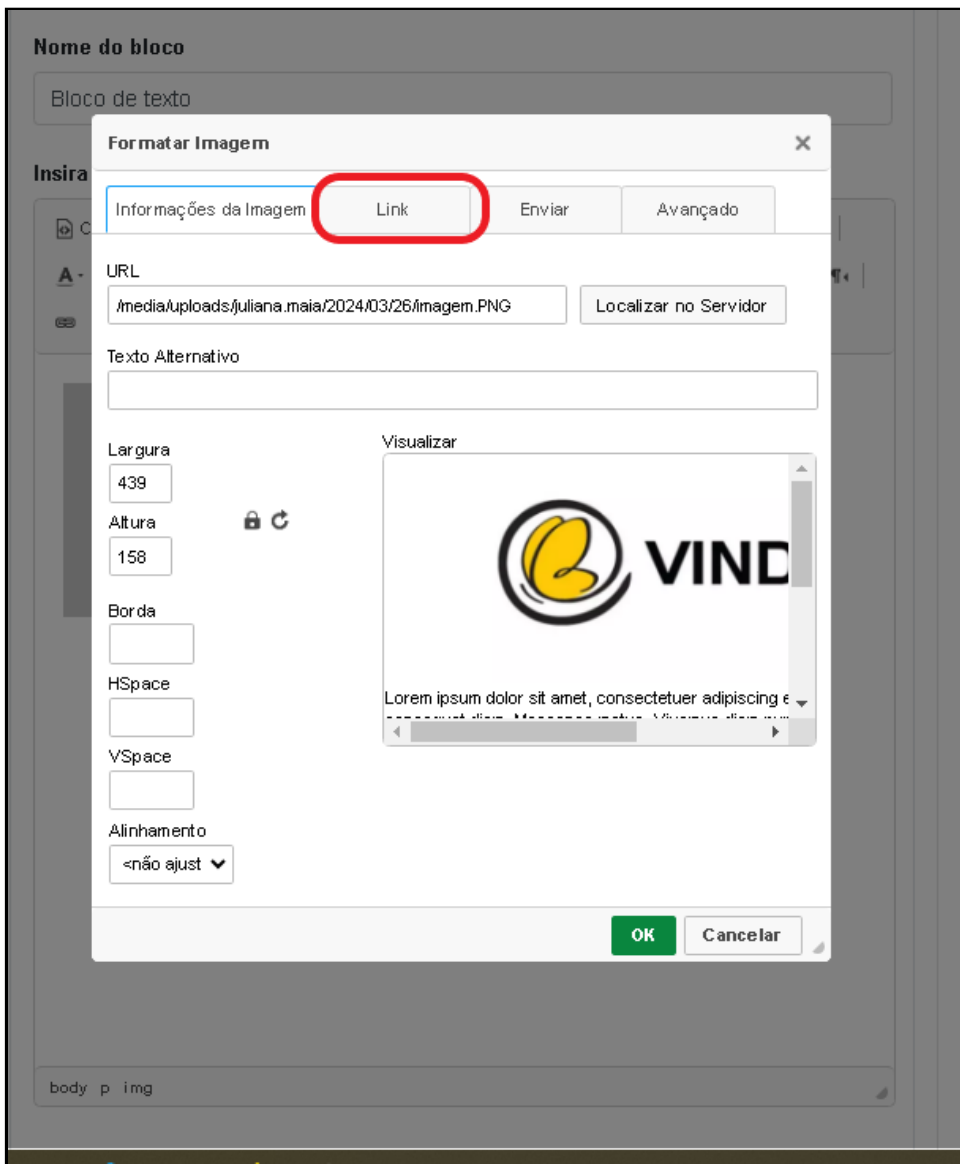 Nome do bloco
Bloco de texto
Formatar Imagem
Insira
Informações da Imagem Link Enviar Avançado
URL
/media/uploads/juliana.maia/2024/03/26/imagem.PNG Localizar no Servidor
Texto Alternativo
Largura
Visualizar
439
Altura
158
VIND
Borda
HSpace
Lorem ipsum dolor sit amet, consectetuer adipiscing e
VSpace
Alinhamento
<não ajust
OK Cancelar
body p img